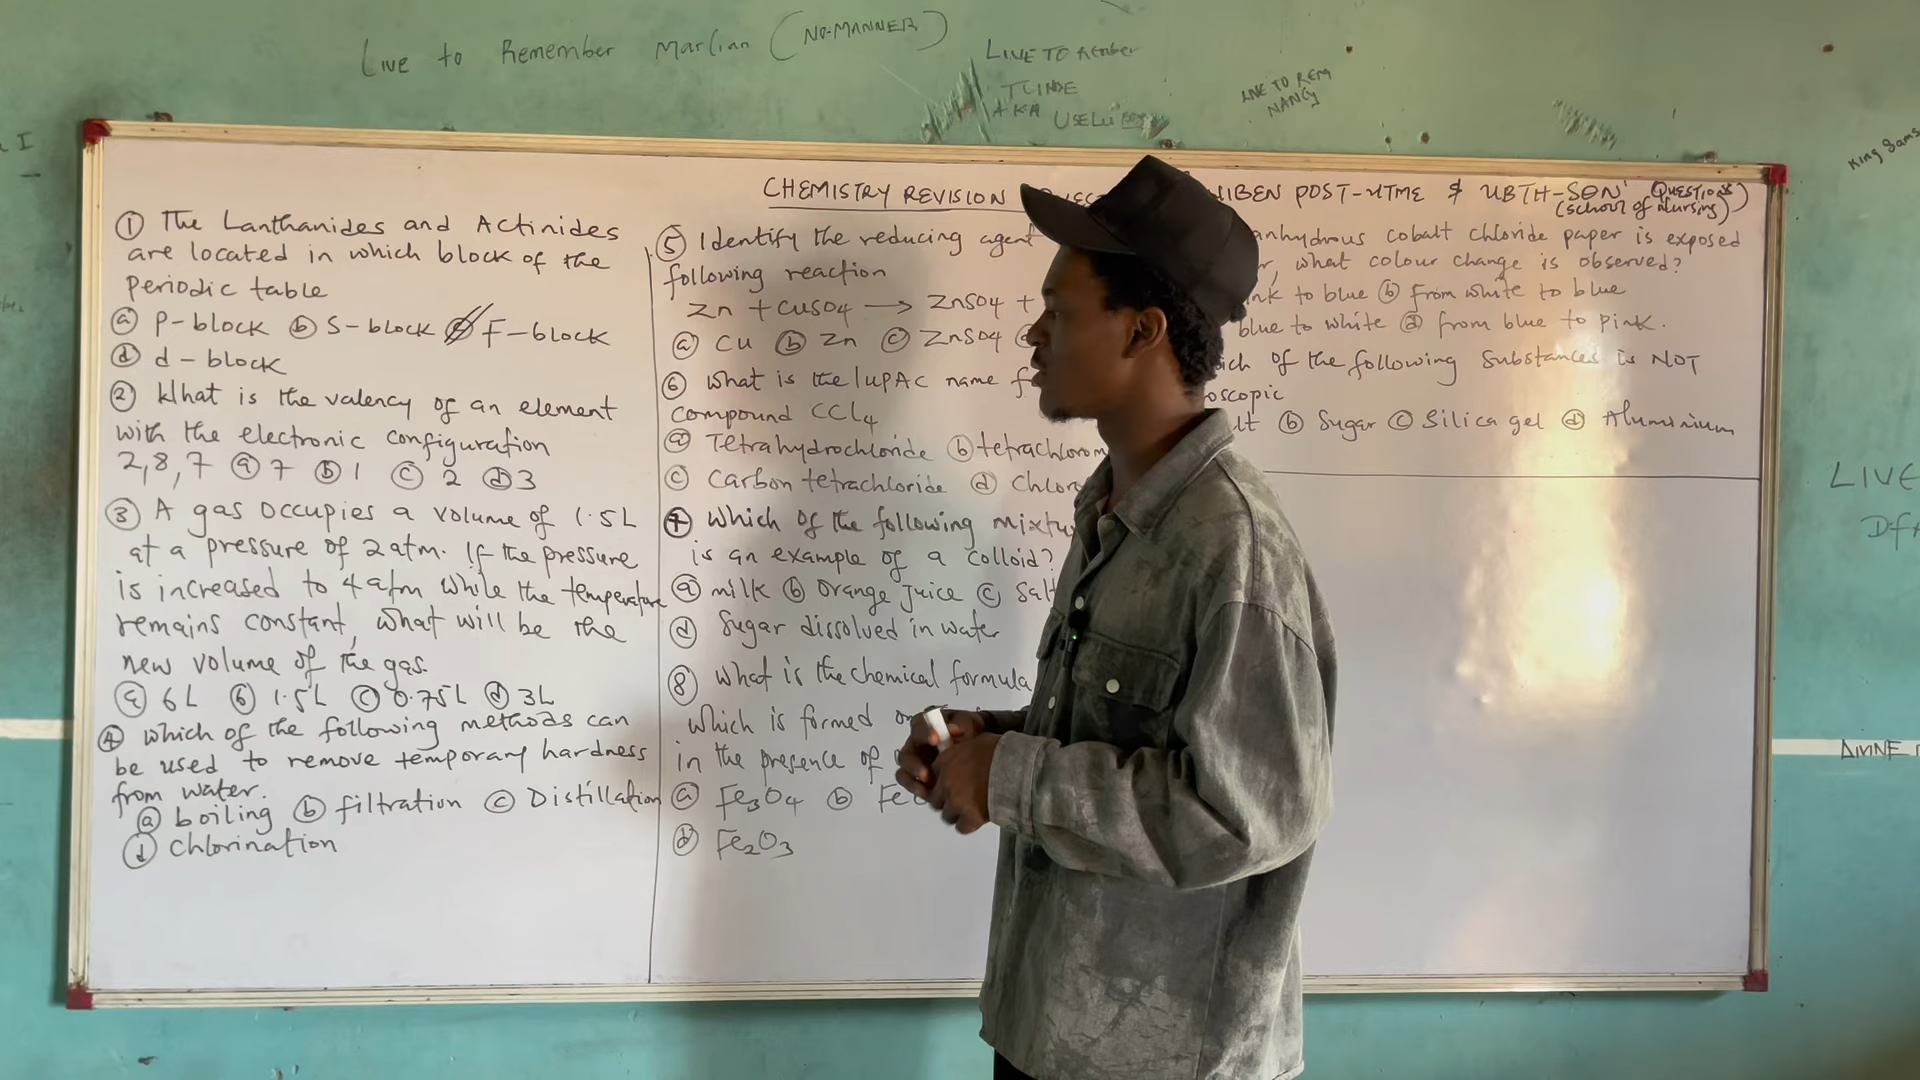 Live to Remember Marlian (NO-MANNER)
LIVE TO
AKA
LIVE TO REM
NANCY
King Sams
I
CHEMISTRY REVISION
NIBEN POST-UTME & UBTH-SON QUESTIONS
(School of Nursing)
① The Lanthanides and Actinides
are located in which block of the
Periodic table
ⓐ P-block ⓑ S-block ⓒ F-block
ⓓ d-block
② What is the valency of an element
with the electronic configuration
2,8,7 ⓐ 7 ⓑ 1 ⓒ 2 ⓓ 3
③ A gas occupies a volume of 1.5L
at a pressure of 2atm. If the pressure
is increased to 4atm while the temperature
remains constant, what will be the
new volume of the gas.
ⓐ 6L ⓑ 1.5L ⓒ 0.75L ⓓ 3L
④ which of the following methods can
be used to remove temporary hardness
from water.
ⓐ boiling ⓑ filtration ⓒ Distillation
ⓓ chlorination
⑤ Identify the reducing agent
following reaction
Zn + CuSO4 → ZnSO4 +
ⓐ Cu ⓑ Zn ⓒ ZnSO4
⑥ What is the IUPAC name f
compound CCL4
ⓐ Tetrahydrochloride ⓑ tetrachlorom
ⓒ Carbon tetrachloride ⓓ Chloro
⑦ Which of the following mixtu
is an example of a colloid?
ⓐ milk ⓑ Orange Juice ⓒ Salt
ⓓ Sugar dissolved in water
⑧ What is the chemical formula
which is formed
in the presence of
ⓐ Fe3O4 ⓑ Fe
ⓓ Fe2O3
anhydrous cobalt chloride paper is exposed
r, what colour change is observed?
ink to blue ⓑ from white to blue
blue to white ⓓ from blue to pink.
ich of the following Substances is NOT
oscopic
lt ⓑ Sugar ⓒ Silica gel ⓓ Aluminium
LIVE
DIVINE